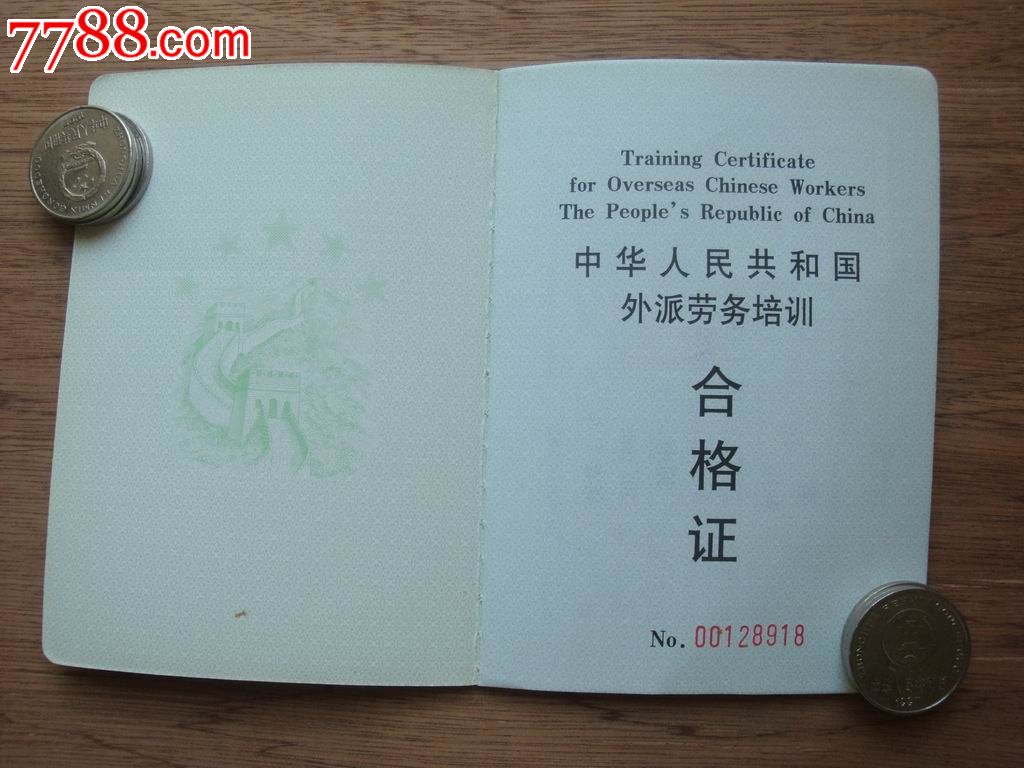 7788.com
Training Certificate
for Overseas Chinese Workers
The People's Republic of China
中华人民共和国
外派劳务培训
合
格
证
No. 00128918